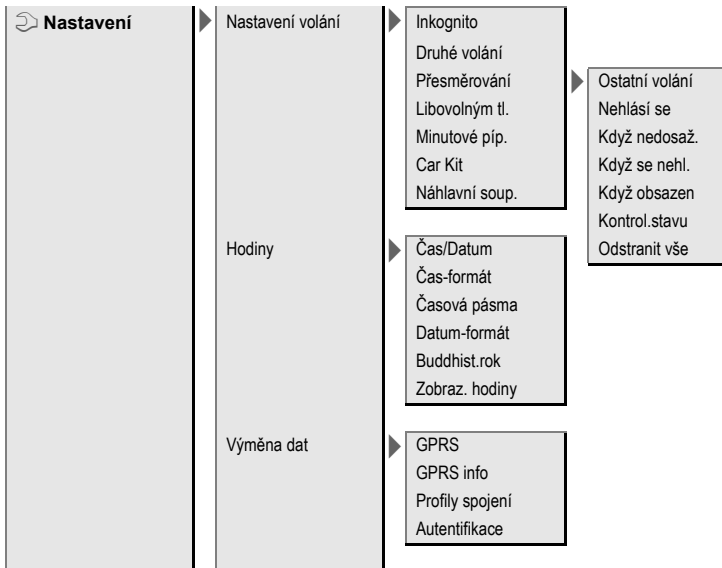 Nastavení
Nastavení volání
Inkognito
Druhé volání
Přesměrování
Ostatní volání
Nehlásí se
Když nedosaž.
Když se nehl.
Když obsazen
Kontrol.stavu
Odstranit vše
Libovolným tl.
Minutové píp.
Car Kit
Náhlavní soup.
Hodiny
Čas/Datum
Čas-formát
Časová pásma
Datum-formát
Buddhist.rok
Zobraz. hodiny
Výměna dat
GPRS
GPRS info
Profily spojení
Autentifikace